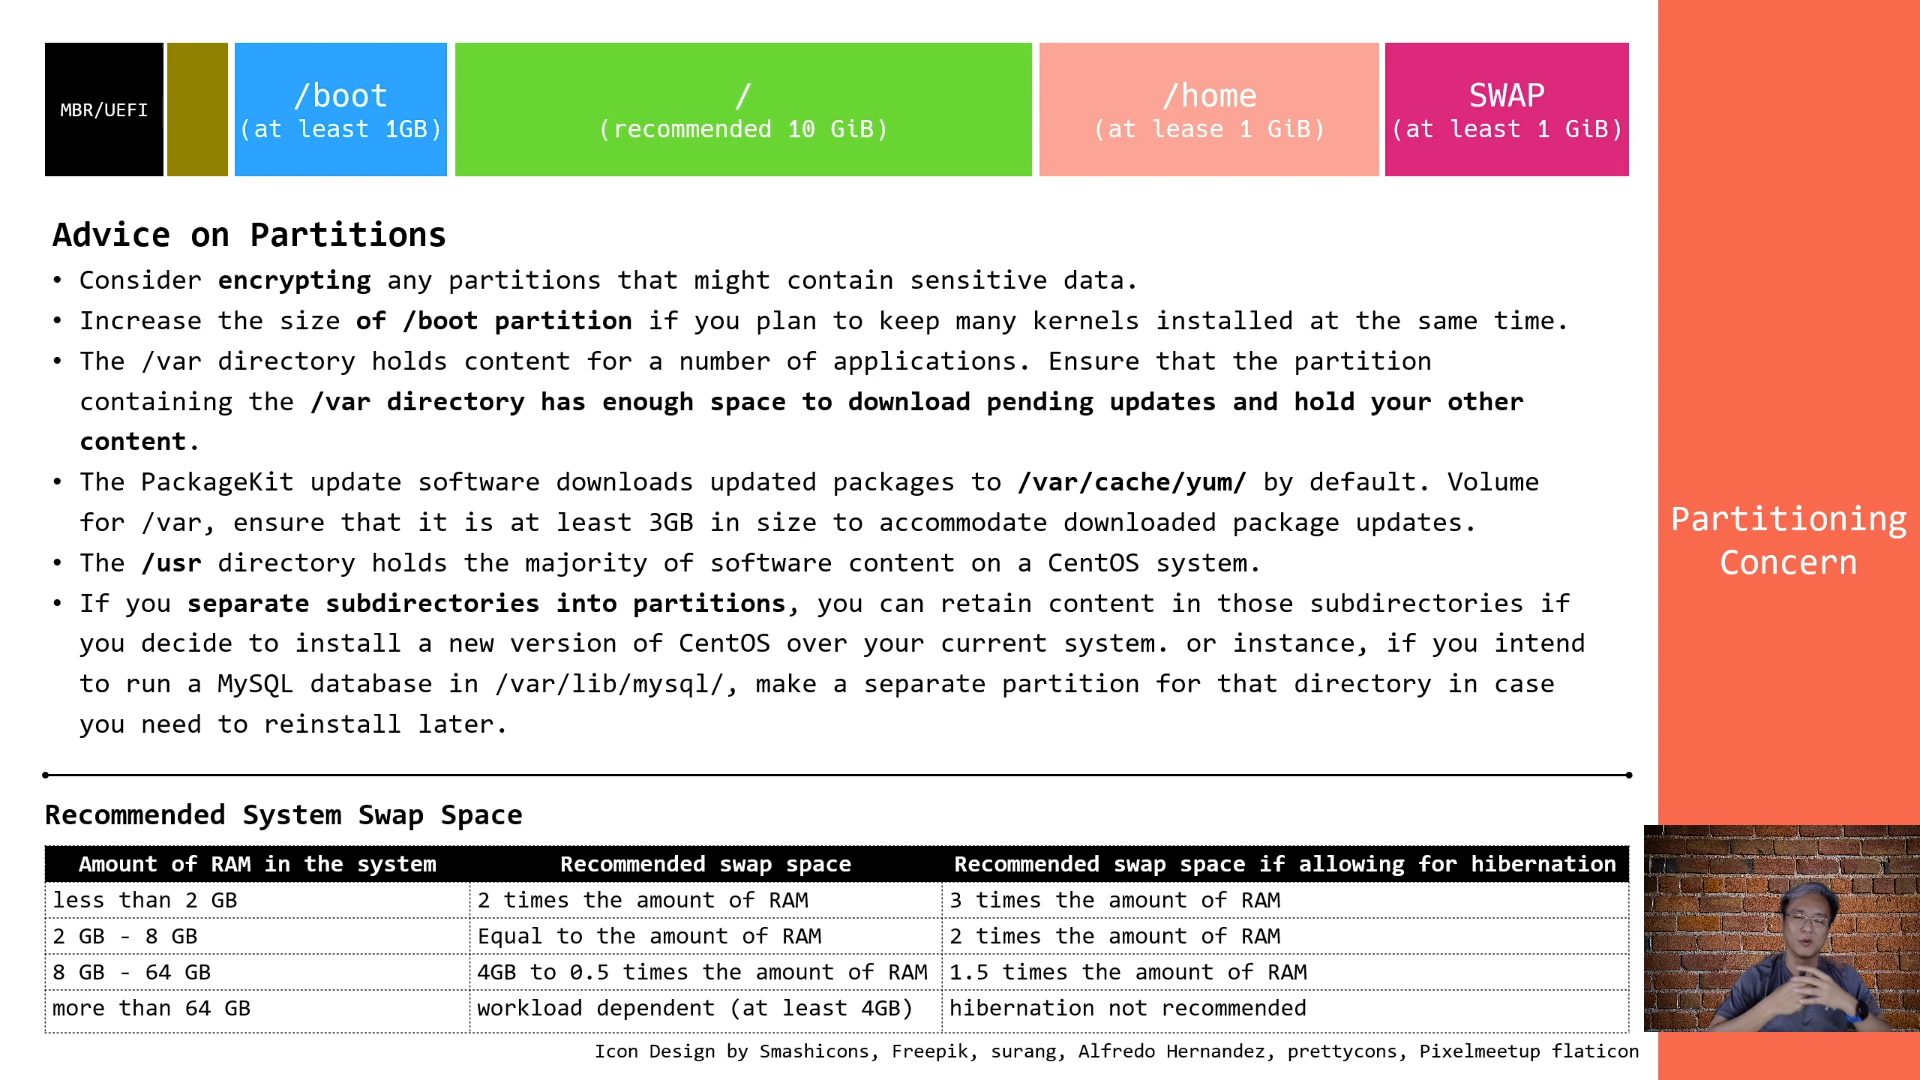 MBR/UEFI
/boot
(at least 1GB)
/
(recommended 10 GiB)
/home
(at lease 1 GiB)
SWAP
(at least 1 GiB)
Advice on Partitions
• Consider encrypting any partitions that might contain sensitive data.
• Increase the size of /boot partition if you plan to keep many kernels installed at the same time.
• The /var directory holds content for a number of applications. Ensure that the partition
containing the /var directory has enough space to download pending updates and hold your other
content.
• The PackageKit update software downloads updated packages to /var/cache/yum/ by default. Volume
for /var, ensure that it is at least 3GB in size to accommodate downloaded package updates.
• The /usr directory holds the majority of software content on a CentOS system.
• If you separate subdirectories into partitions, you can retain content in those subdirectories if
you decide to install a new version of CentOS over your current system. or instance, if you intend
to run a MySQL database in /var/lib/mysql/, make a separate partition for that directory in case
you need to reinstall later.
Partitioning
Concern
Recommended System Swap Space
Amount of RAM in the system Recommended swap space Recommended swap space if allowing for hibernation
less than 2 GB 2 times the amount of RAM 3 times the amount of RAM
2 GB - 8 GB Equal to the amount of RAM 2 times the amount of RAM
8 GB - 64 GB 4GB to 0.5 times the amount of RAM 1.5 times the amount of RAM
more than 64 GB workload dependent (at least 4GB) hibernation not recommended
Icon Design by Smashicons, Freepik, surang, Alfredo Hernandez, prettycons, Pixelmeetup flaticon